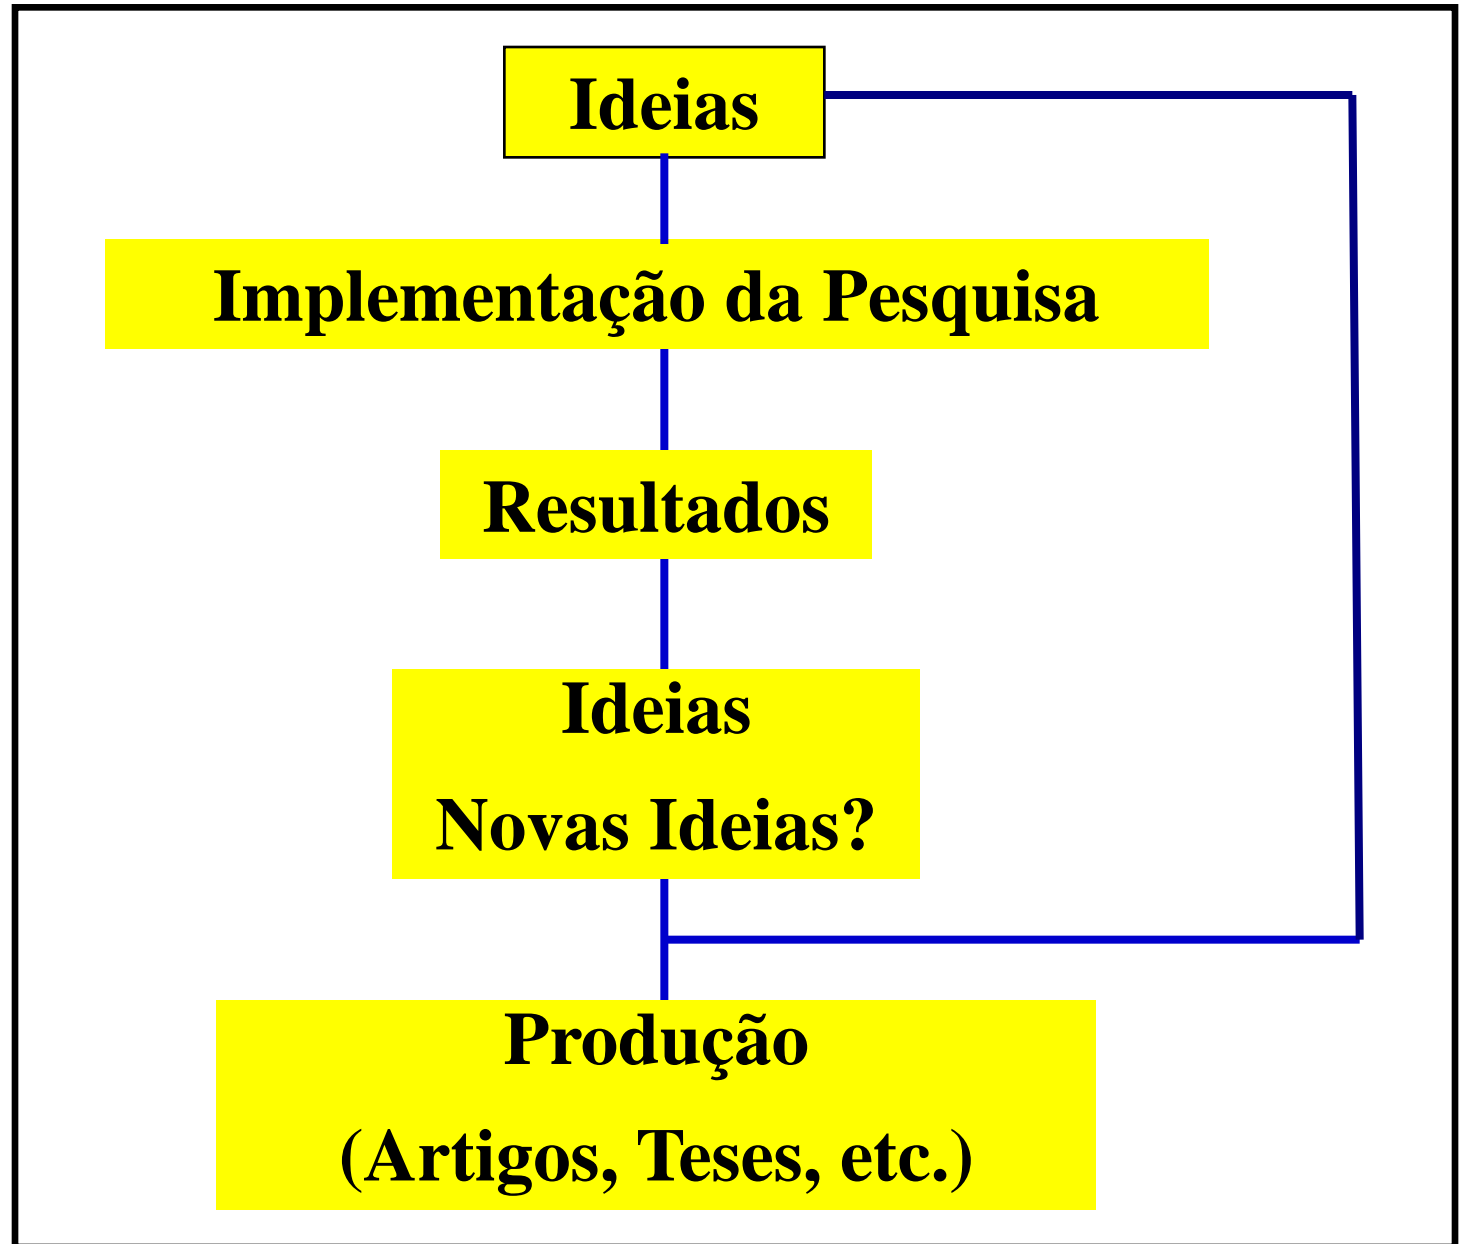 Ideias
Implementação da Pesquisa
Resultados
Ideias
Novas Ideias?
Produção
(Artigos, Teses, etc.)